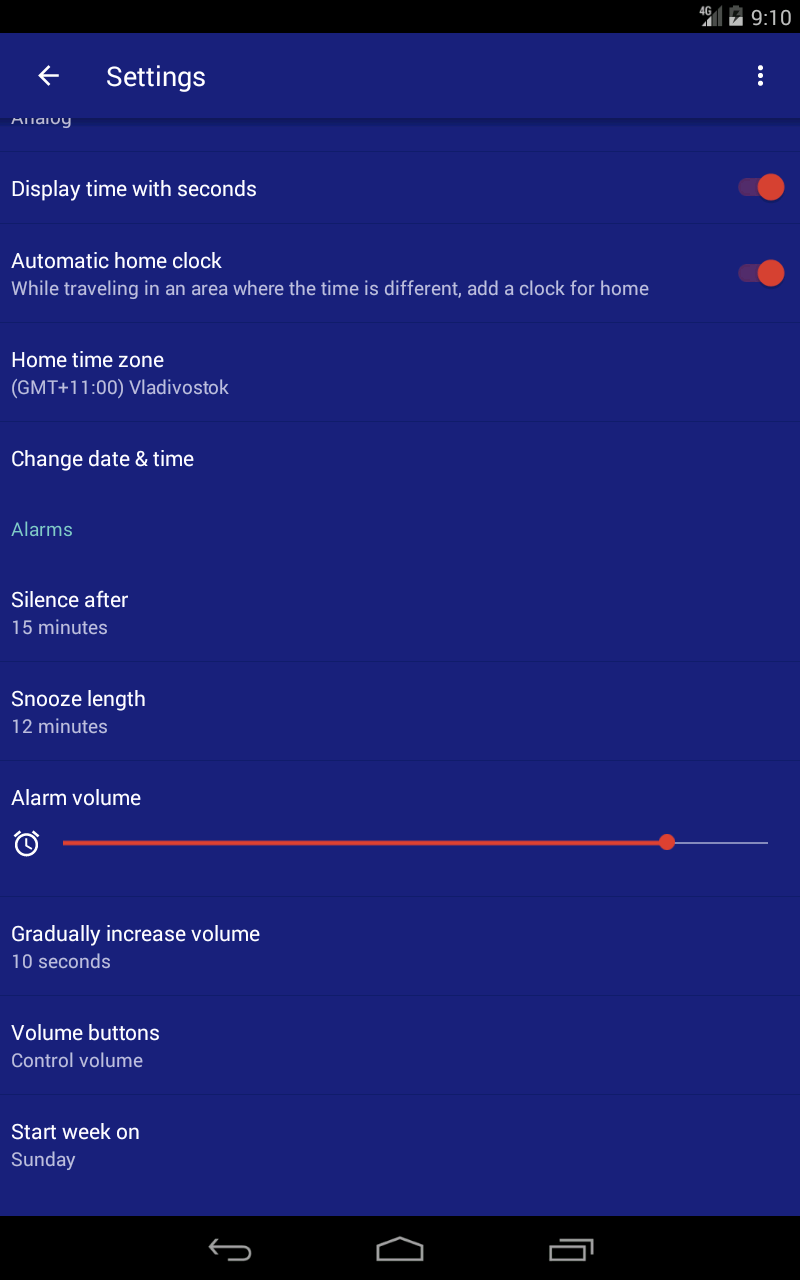 4G 9:10
Settings
Analog
Display time with seconds
Automatic home clock
While traveling in an area where the time is different, add a clock for home
Home time zone
(GMT+11:00) Vladivostok
Change date & time
Alarms
Silence after
15 minutes
Snooze length
12 minutes
Alarm volume
Gradually increase volume
10 seconds
Volume buttons
Control volume
Start week on
Sunday